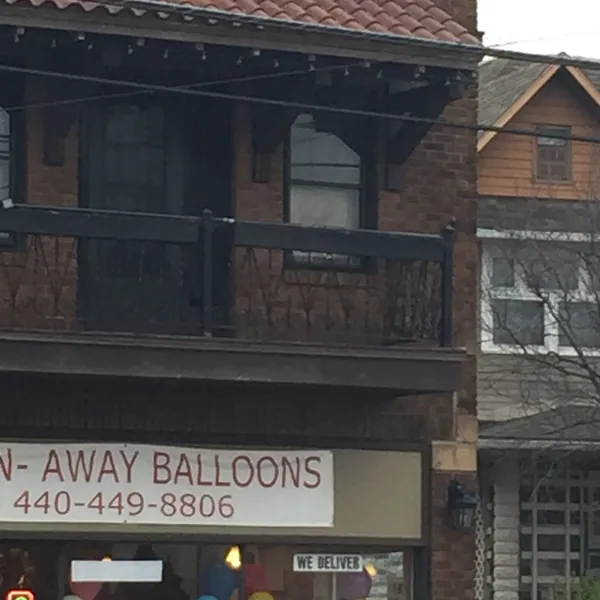 N- AWAY BALLOONS
440-449-8806
WE DELIVER